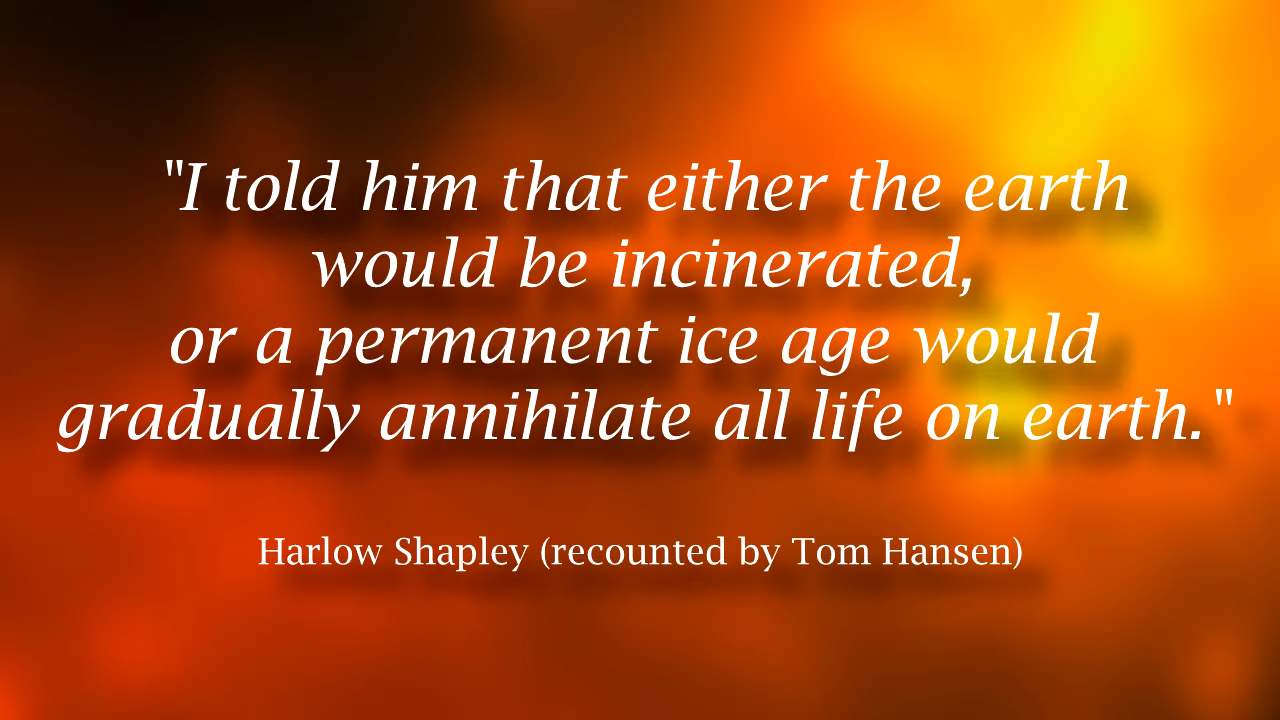 "I told him that either the earth
would be incinerated,
or a permanent ice age would
gradually annihilate all life on earth."
Harlow Shapley (recounted by Tom Hansen)